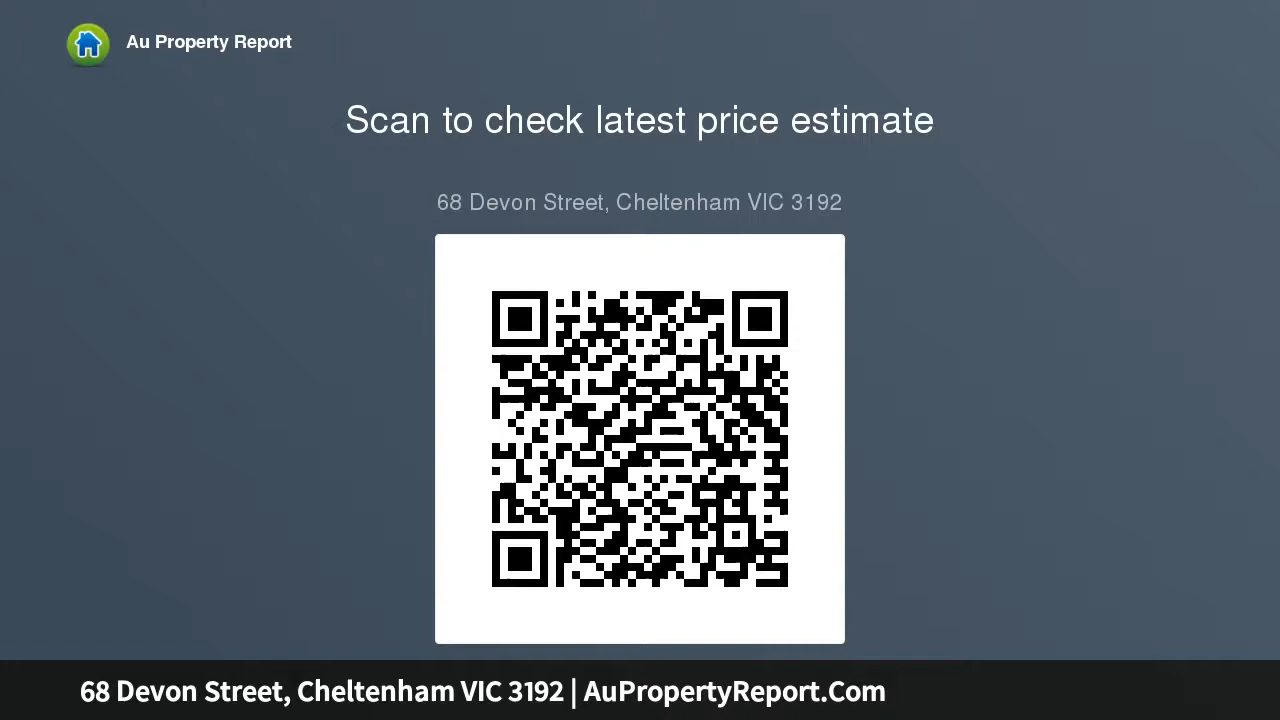 Au Property Report
Scan to check latest price estimate
68 Devon Street, Cheltenham VIC 3192
68 Devon Street, Cheltenham VIC 3192 | AuPropertyReport.Com